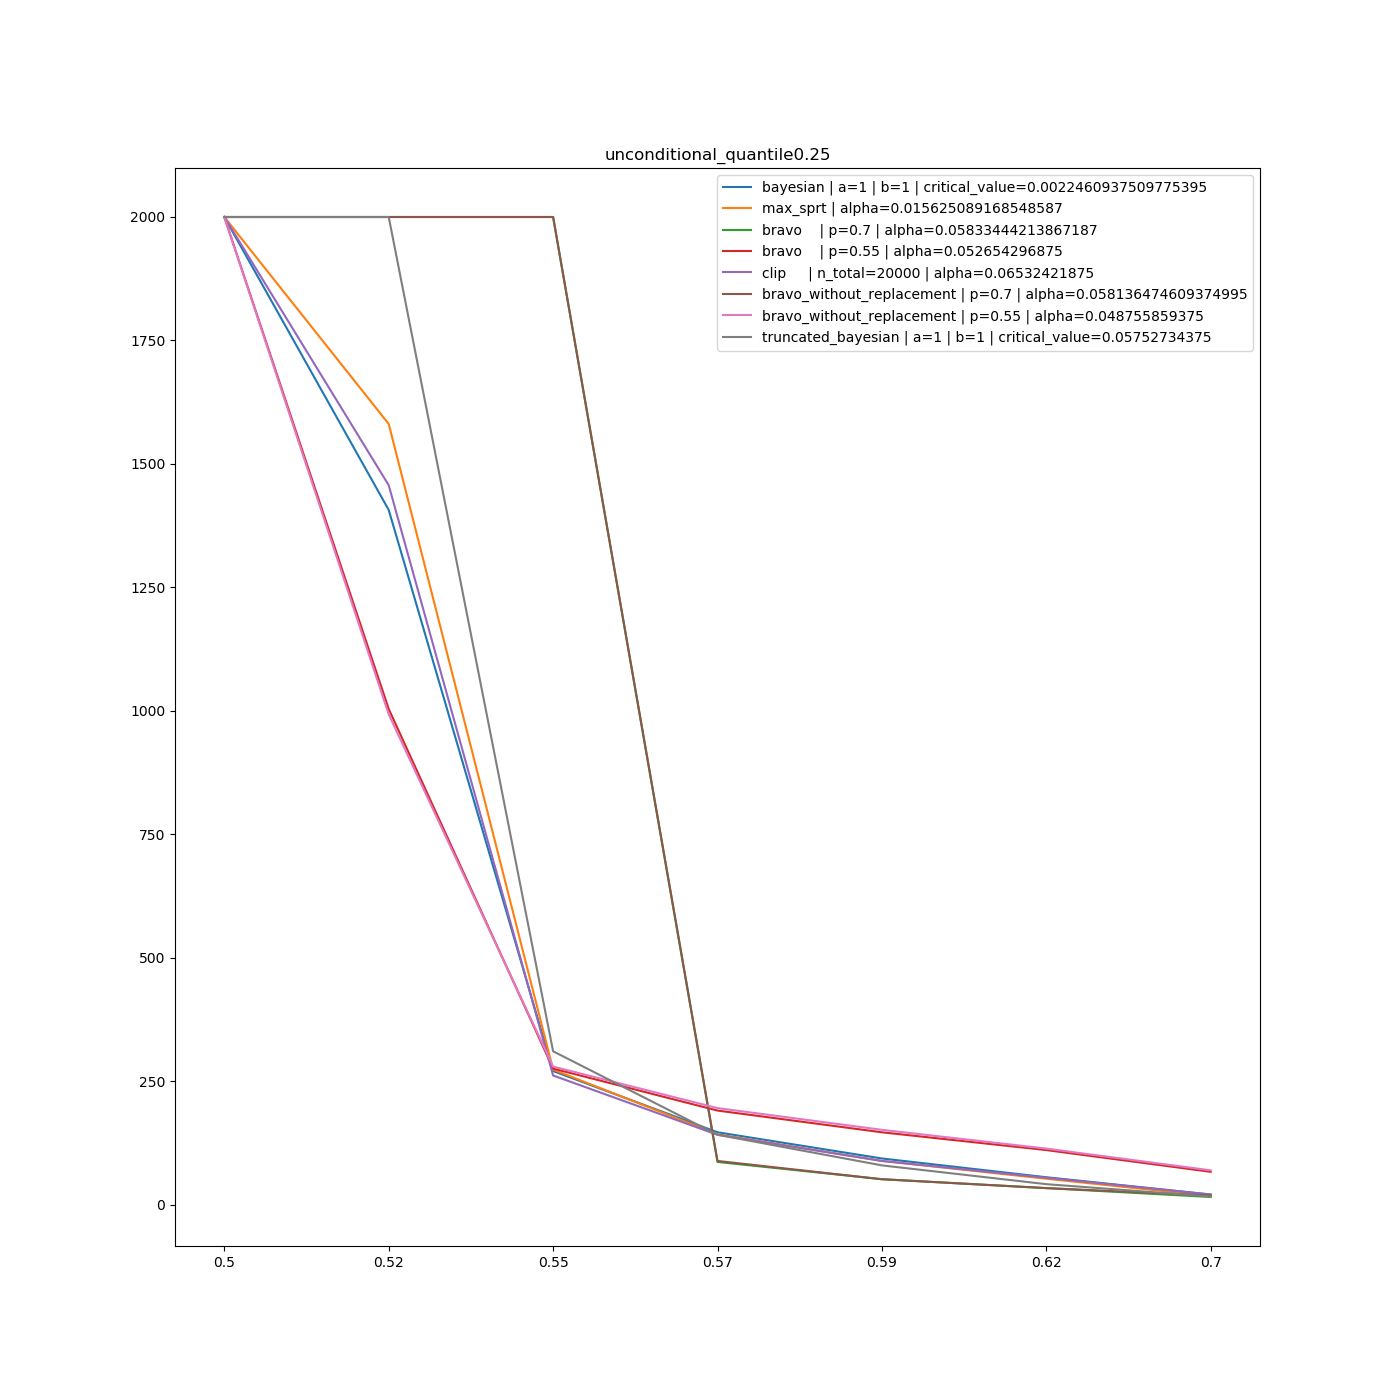 unconditional_quantile0.25
bayesian | a=1 | b=1 | critical_value=0.0022460937509775395
max_sprt | alpha=0.015625089168548587
bravo    | p=0.7 | alpha=0.05833444213867187
bravo    | p=0.55 | alpha=0.052654296875
clip     | n_total=20000 | alpha=0.06532421875
bravo_without_replacement | p=0.7 | alpha=0.058136474609374995
bravo_without_replacement | p=0.55 | alpha=0.048755859375
truncated_bayesian | a=1 | b=1 | critical_value=0.05752734375
2000
1750
1500
1250
1000
750
500
250
0
0.5 0.52 0.55 0.57 0.59 0.62 0.7